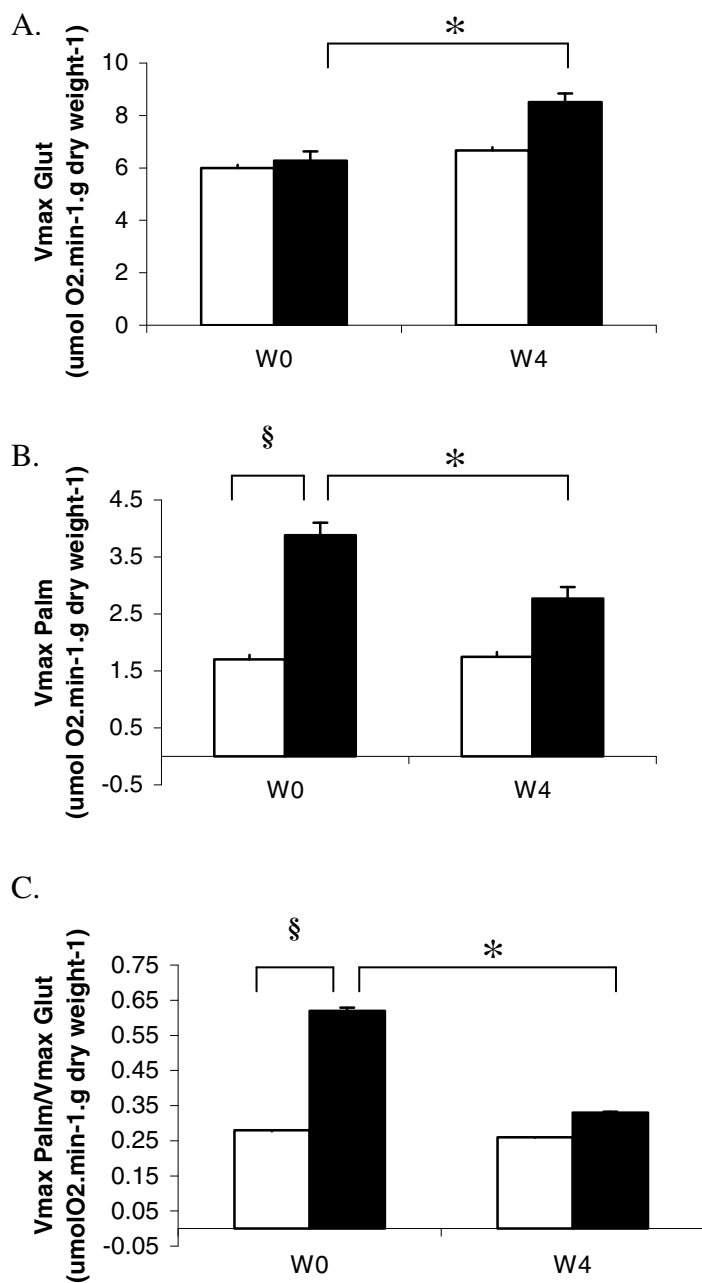 A.
*
Vmax Glut
(umol O2.min-1.g dry weight-1)
10
8
6
4
2
0
W0 W4
B.
§
*
Vmax Palm
(umol O2.min-1.g dry weight-1)
4.5
3.5
2.5
1.5
0.5
-0.5
W0 W4
C.
§
*
Vmax Palm/Vmax Glut
(umolO2.min-1.g dry weight-1)
0.75
0.65
0.55
0.45
0.35
0.25
0.15
0.05
-0.05
W0 W4